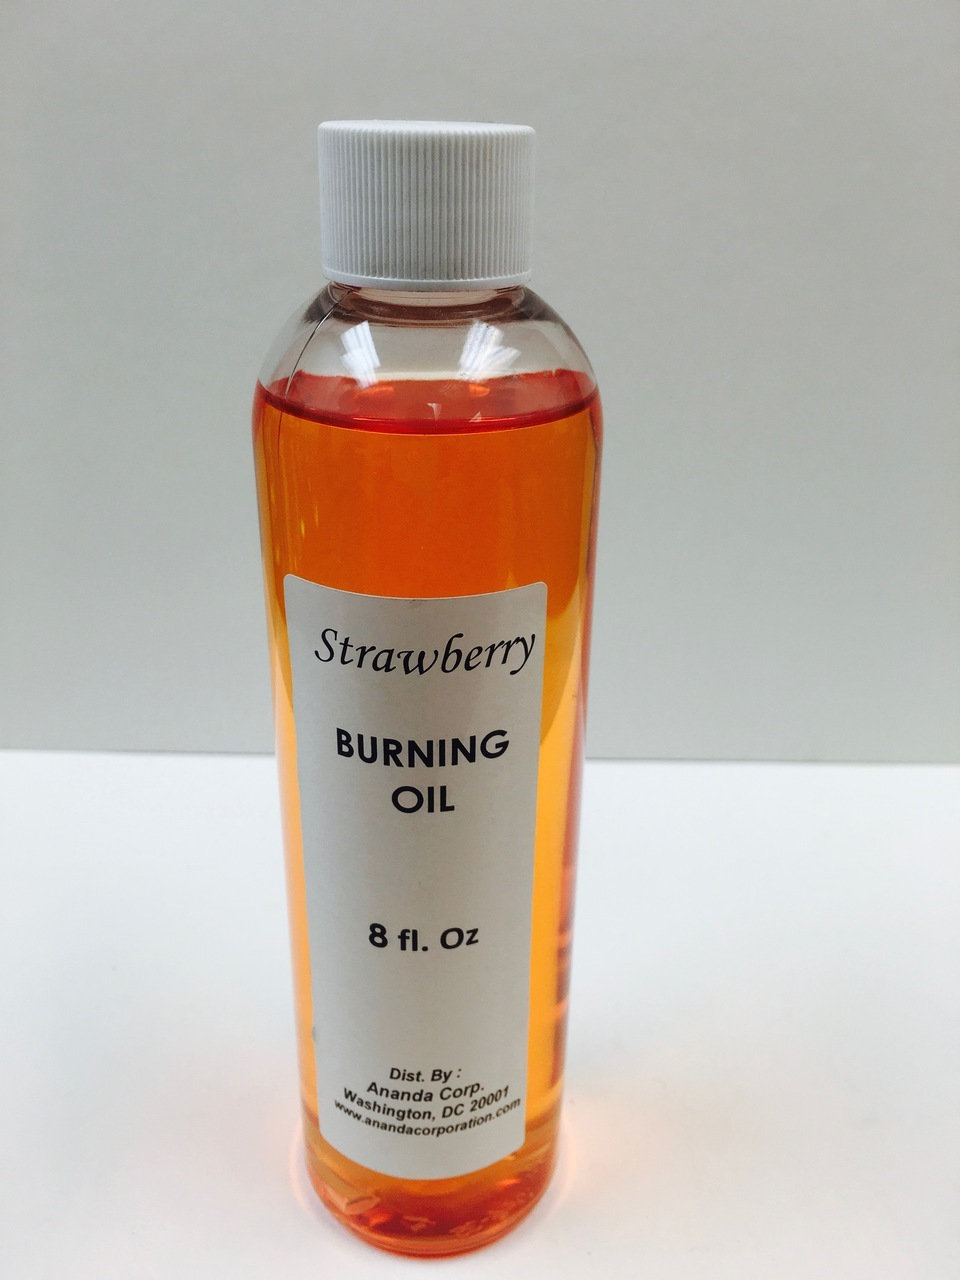 Strawberry
BURNING
OIL
8 fl. Oz
Dist. By :
Ananda Corp.
Washington, DC 20001
www.anandacorporation.com